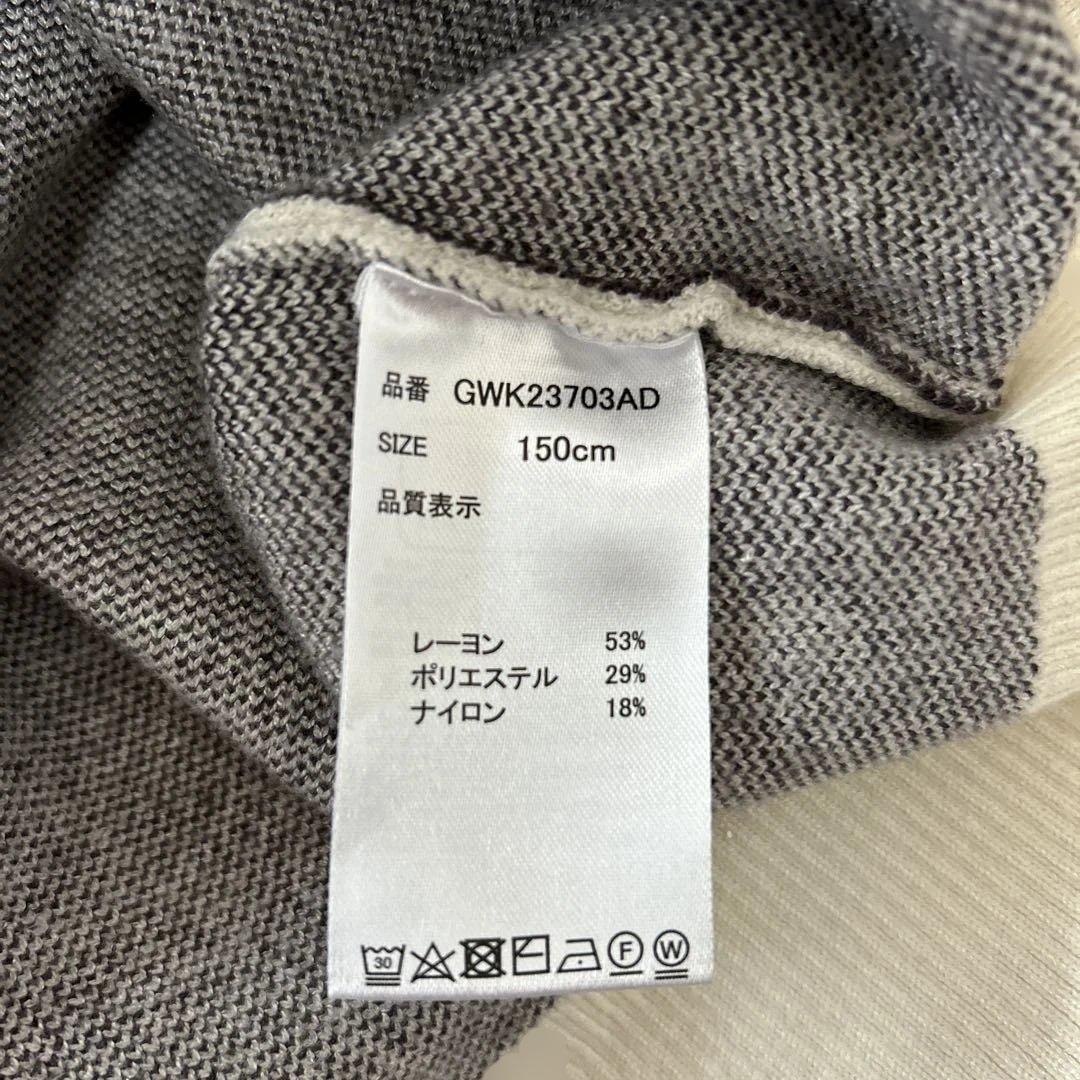 品番 GWK23703AD
SIZE 150cm
品質表示
レーヨン 53%
ポリエステル 29%
ナイロン 18%
30 F W